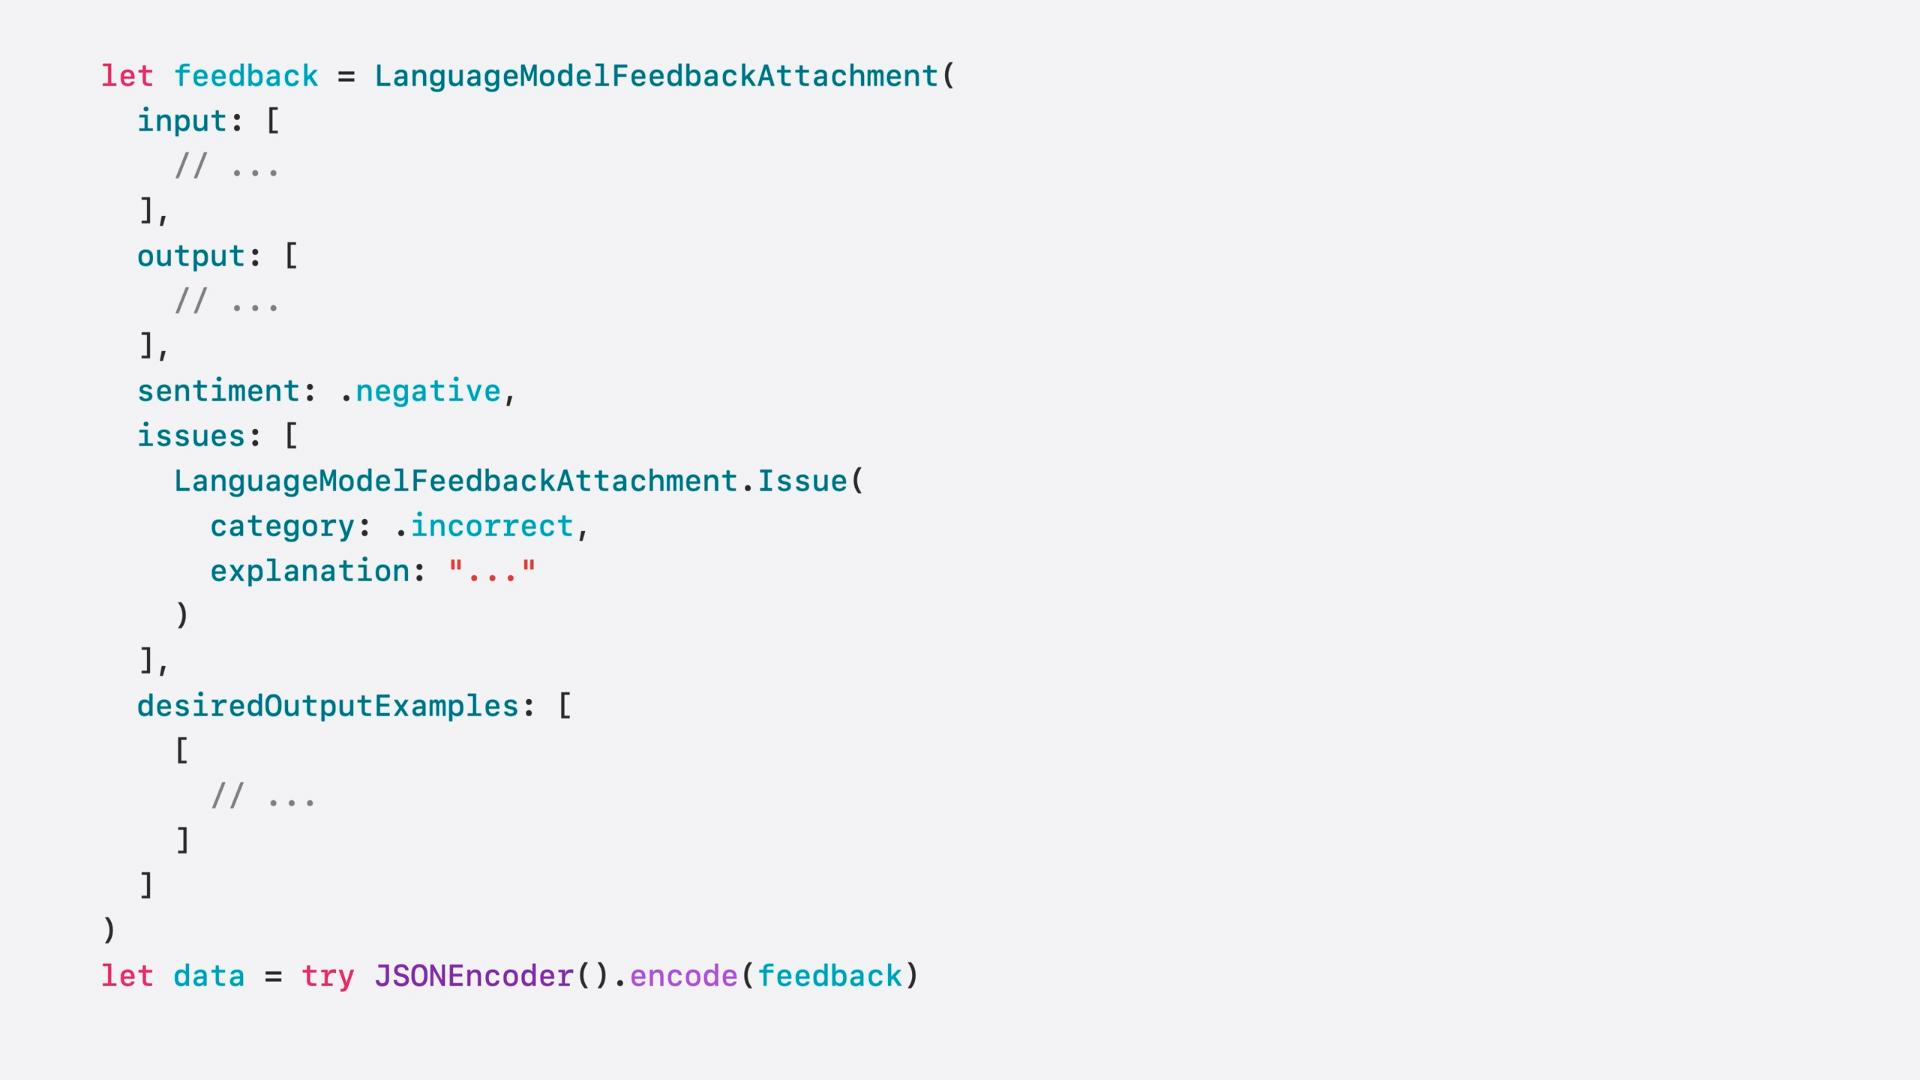 let feedback = LanguageModelFeedbackAttachment(
  input: [
    // ...
  ],
  output: [
    // ...
  ],
  sentiment: .negative,
  issues: [
    LanguageModelFeedbackAttachment.Issue(
      category: .incorrect,
      explanation: "..."
    )
  ],
  desiredOutputExamples: [
    [
      // ...
    ]
  ]
)
let data = try JSONEncoder().encode(feedback)